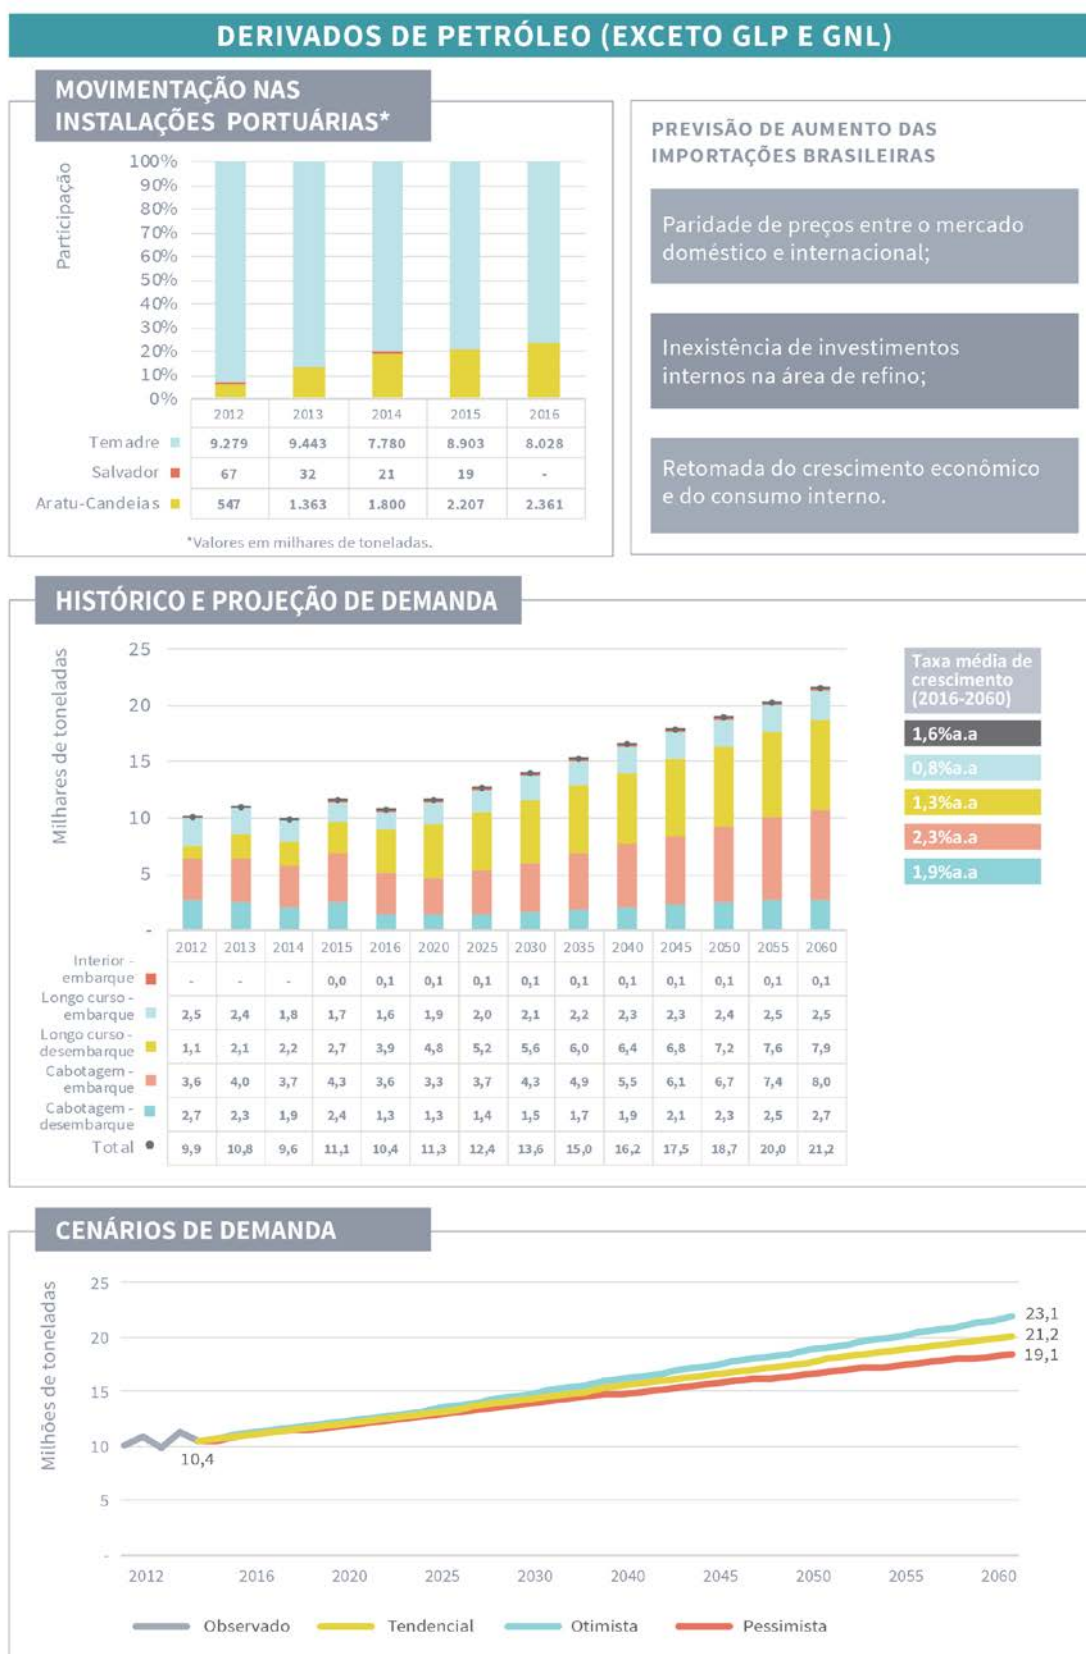 DERIVADOS DE PETRÓLEO (EXCETO GLP E GNL)
MOVIMENTAÇÃO NAS
INSTALAÇÕES PORTUÁRIAS*
Participação
100%
90%
80%
70%
60%
50%
40%
30%
20%
10%
0%
2012 2013 2014 2015 2016
Temadre 9.279 9.443 7.780 8.903 8.028
Salvador 67 32 21 19 -
Aratu-Candeias 547 1.363 1.800 2.207 2.361
*Valores em milhares de toneladas.
PREVISÃO DE AUMENTO DAS
IMPORTAÇÕES BRASILEIRAS
Paridade de preços entre o mercado
doméstico e internacional;
Inexistência de investimentos
internos na área de refino;
Retomada do crescimento econômico
e do consumo interno.
HISTÓRICO E PROJEÇÃO DE DEMANDA
Milhares de toneladas
25
20
15
10
5
-
2012 2013 2014 2015 2016 2020 2025 2030 2035 2040 2045 2050 2055 2060
Interior -
embarque - - - 0,0 0,1 0,1 0,1 0,1 0,1 0,1 0,1 0,1 0,1 0,1
Longo curso -
embarque 2,5 2,4 1,8 1,7 1,6 1,9 2,0 2,1 2,2 2,3 2,3 2,4 2,5 2,5
Longo curso -
desembarque 1,1 2,1 2,2 2,7 3,9 4,8 5,2 5,6 6,0 6,4 6,8 7,2 7,6 7,9
Cabotagem -
embarque 3,6 4,0 3,7 4,3 3,6 3,3 3,7 4,3 4,9 5,5 6,1 6,7 7,4 8,0
Cabotagem -
desembarque 2,7 2,3 1,9 2,4 1,3 1,3 1,4 1,5 1,7 1,9 2,1 2,3 2,5 2,7
Total 9,9 10,8 9,6 11,1 10,4 11,3 12,4 13,6 15,0 16,2 17,5 18,7 20,0 21,2
Taxa média de
crescimento
(2016-2060)
1,6%a.a
0,8%a.a
1,3%a.a
2,3%a.a
1,9%a.a
CENÁRIOS DE DEMANDA
Milhões de toneladas
25
20
15
10
5
-
10,4
23,1
21,2
19,1
2012 2016 2020 2025 2030 2040 2045 2050 2055 2060
Observado Tendencial Otimista Pessimista